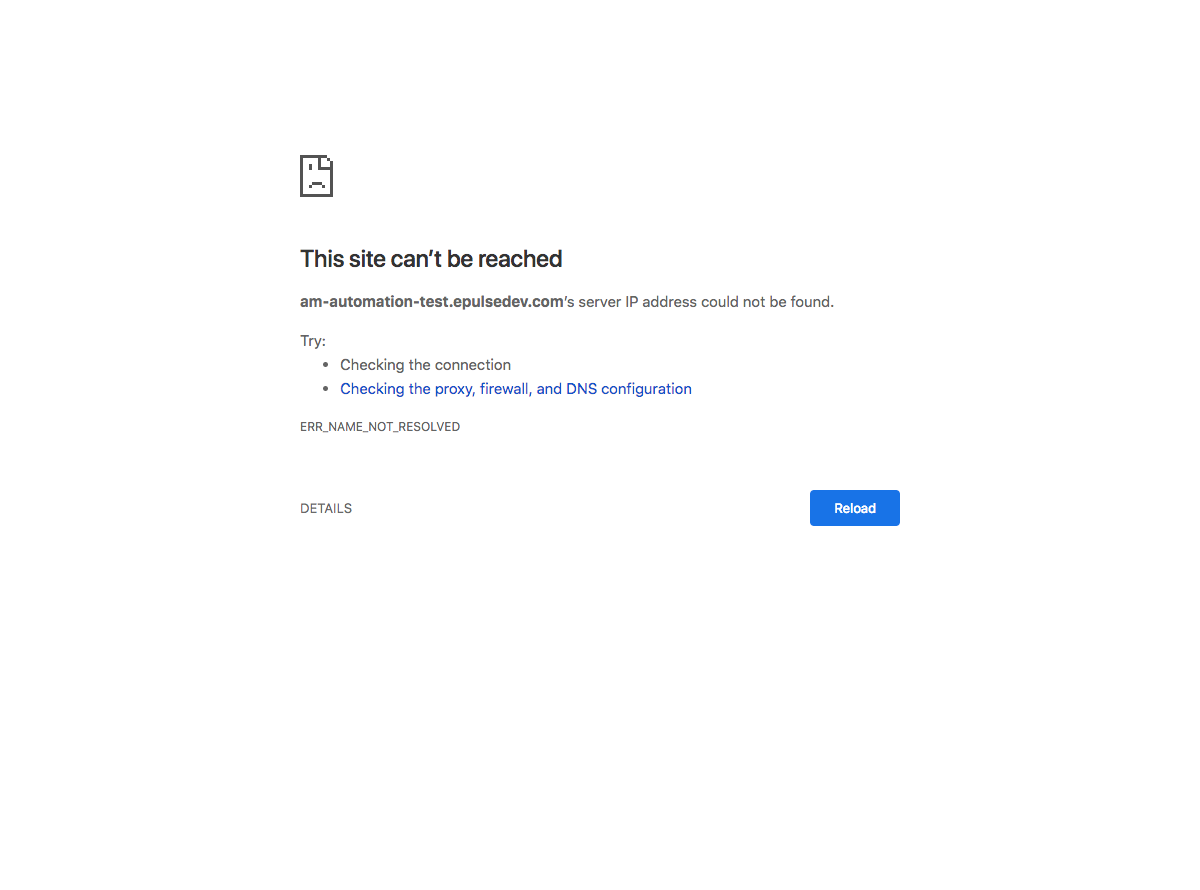 This site can’t be reached
am-automation-test.epulsedev.com’s server IP address could not be found.
Try:
• Checking the connection
• Checking the proxy, firewall, and DNS configuration
ERR_NAME_NOT_RESOLVED
DETAILS
Reload